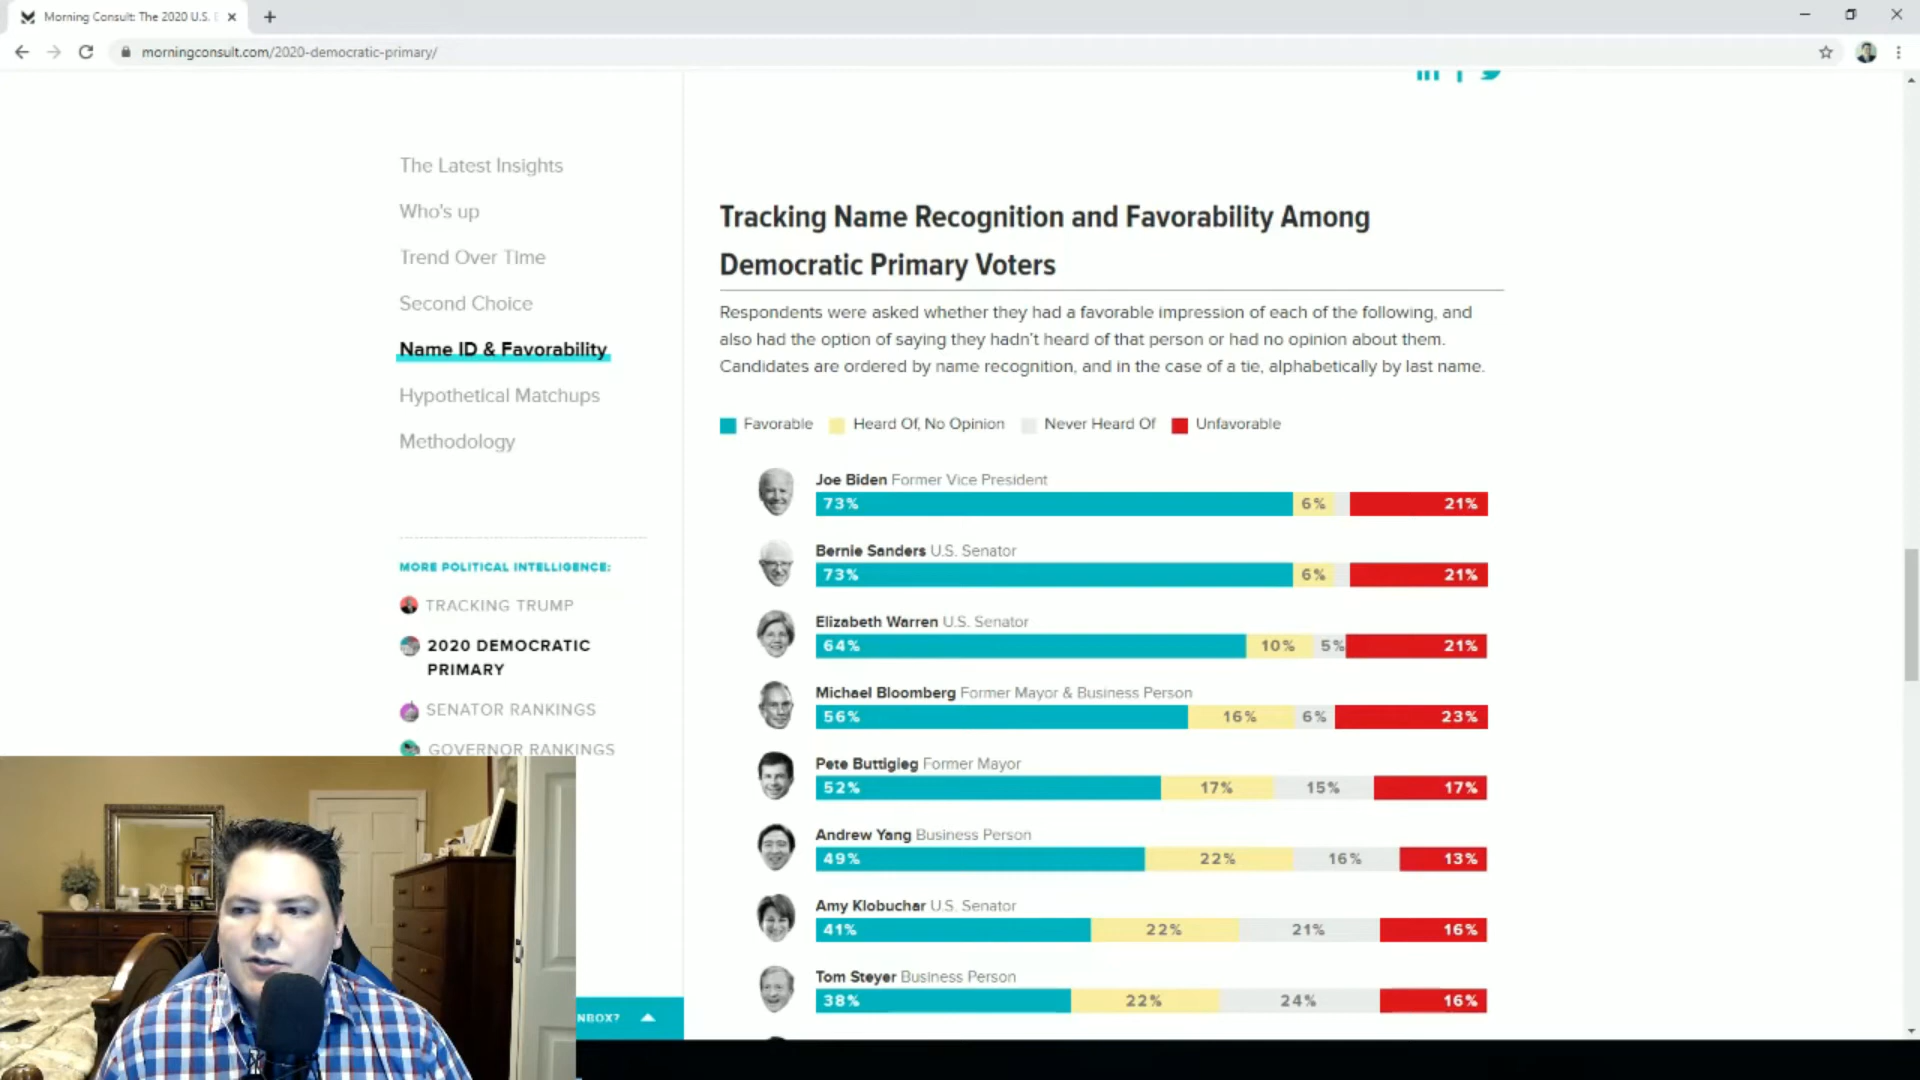 Morning Consult: The 2020 U.S.
morningconsult.com/2020-democratic-primary/
The Latest Insights
Who's up
Trend Over Time
Second Choice
Name ID & Favorability
Hypothetical Matchups
Methodology
MORE POLITICAL INTELLIGENCE:
TRACKING TRUMP
2020 DEMOCRATIC
PRIMARY
SENATOR RANKINGS
GOVERNOR RANKINGS
NBOX?
Tracking Name Recognition and Favorability Among
Democratic Primary Voters
Respondents were asked whether they had a favorable impression of each of the following, and
also had the option of saying they hadn't heard of that person or had no opinion about them.
Candidates are ordered by name recognition, and in the case of a tie, alphabetically by last name.
Favorable Heard Of, No Opinion Never Heard Of Unfavorable
Joe Biden Former Vice President
73% 6% 21%
Bernie Sanders U.S. Senator
73% 6% 21%
Elizabeth Warren U.S. Senator
64% 10% 5% 21%
Michael Bloomberg Former Mayor & Business Person
56% 16% 6% 23%
Pete Buttigieg Former Mayor
52% 17% 15% 17%
Andrew Yang Business Person
49% 22% 16% 13%
Amy Klobuchar U.S. Senator
41% 22% 21% 16%
Tom Steyer Business Person
38% 22% 24% 16%